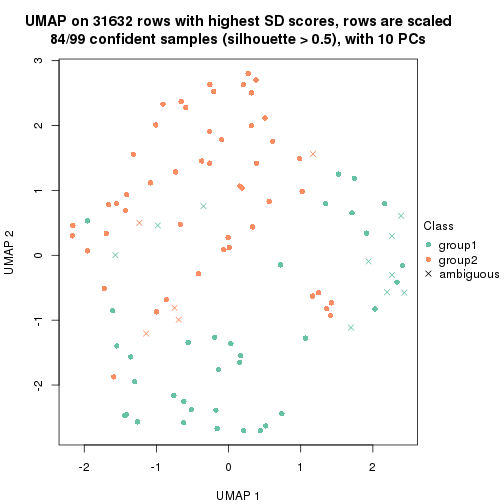 UMAP on 31632 rows with highest SD scores, rows are scaled
84/99 confident samples (silhouette > 0.5), with 10 PCs
3
2
1
0
-1
-2
UMAP 2
Class
group1
group2
ambiguous
-2
-1
0
1
2
UMAP 1